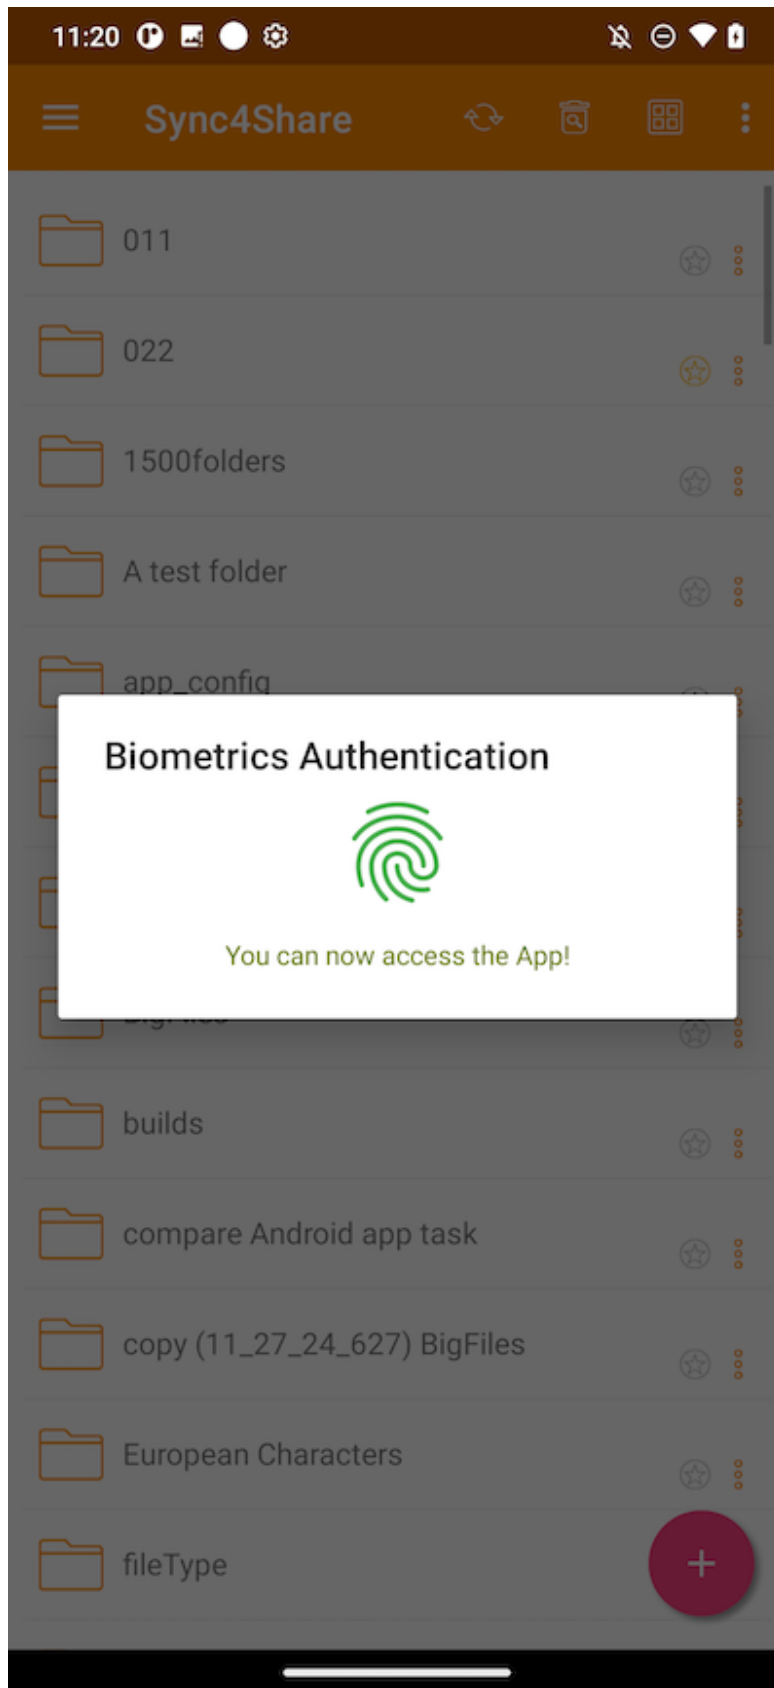 11:20
Sync4Share
011
022
1500folders
A test folder
app_config
Biometrics Authentication
You can now access the App!
builds
compare Android app task
copy (11_27_24_627) BigFiles
European Characters
fileType